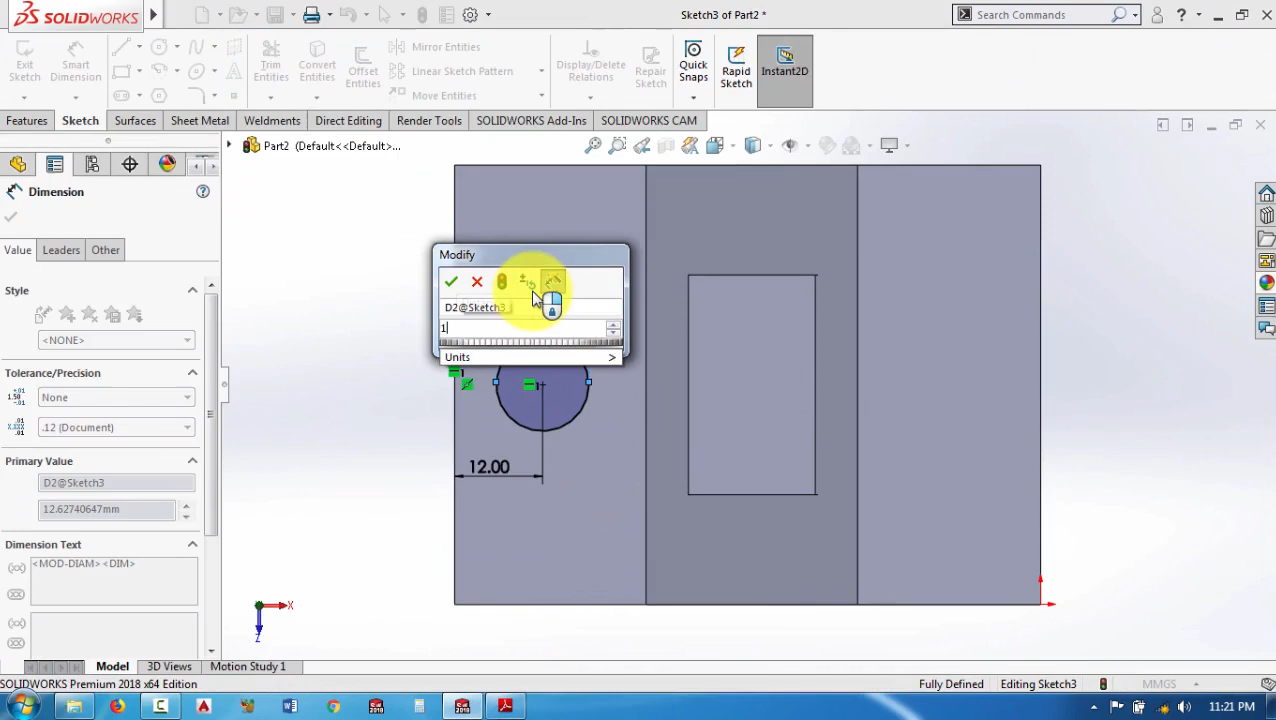 SOLIDWORKS
Sketch3 of Part2 *
Search Commands
?
Exit Sketch
Smart Dimension
Trim Entities
Convert Entities
Offset Entities
Mirror Entities
Linear Sketch Pattern
Move Entities
Display/Delete Relations
Repair Sketch
Quick Snaps
Rapid Sketch
Instant2D
Features
Sketch
Surfaces
Sheet Metal
Weldments
Direct Editing
Render Tools
SOLIDWORKS Add-Ins
SOLIDWORKS CAM
Part2 (Default<<Default>...
Dimension
?
Value
Leaders
Other
Style
<NONE>
Tolerance/Precision
None
.12 (Document)
Primary Value
D2@Sketch3
12.62740647mm
Dimension Text
<MOD-DIAM><DIM>
Modify
D2@Sketch3
1
Units
>
12.00
X
Z
Model
3D Views
Motion Study 1
SOLIDWORKS Premium 2018 x64 Edition
Fully Defined
Editing Sketch3
MMGS
11:21 PM